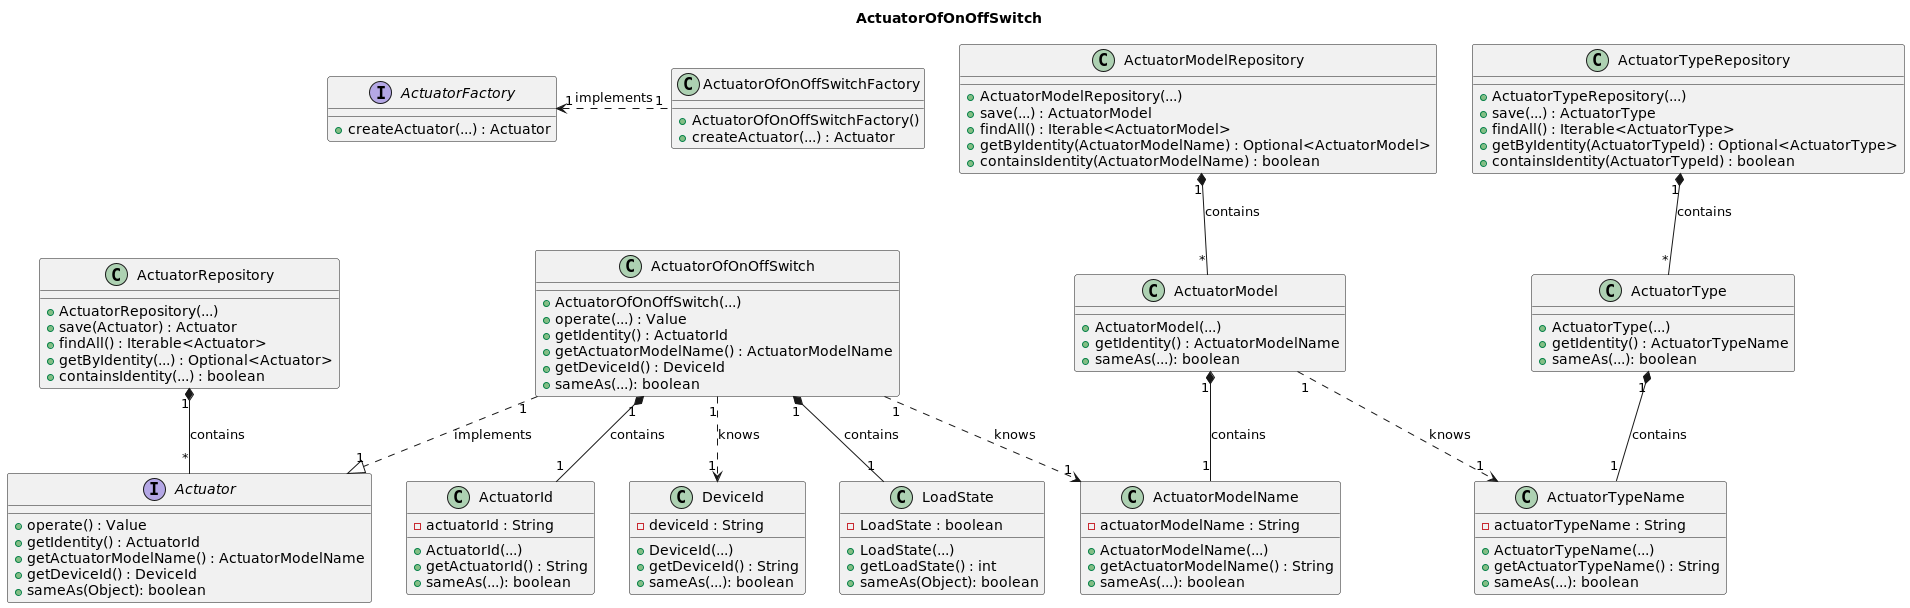 ActuatorOfOnOffSwitch
ActuatorFactory
createActuator(...) : Actuator
1 implements 1
ActuatorOfOnOffSwitchFactory
ActuatorOfOnOffSwitchFactory()
createActuator(...) : Actuator
ActuatorModelRepository
ActuatorModelRepository(...)
save(...) : ActuatorModel
findAll() : Iterable<ActuatorModel>
getByIdentity(ActuatorModelName) : Optional<ActuatorModel>
containsIdentity(ActuatorModelName) : boolean
ActuatorTypeRepository
ActuatorTypeRepository(...)
save(...) : ActuatorType
findAll() : Iterable<ActuatorType>
getByIdentity(ActuatorTypeId) : Optional<ActuatorType>
containsIdentity(ActuatorTypeId) : boolean
1
contains
*
1
contains
*
ActuatorRepository
ActuatorRepository(...)
save(Actuator) : Actuator
findAll() : Iterable<Actuator>
getByIdentity(...) : Optional<Actuator>
containsIdentity(...) : boolean
ActuatorOfOnOffSwitch
ActuatorOfOnOffSwitch(...)
operate(...) : Value
getIdentity() : ActuatorId
getActuatorModelName() : ActuatorModelName
getDeviceId() : DeviceId
sameAs(...): boolean
ActuatorModel
ActuatorModel(...)
getIdentity() : ActuatorModelName
sameAs(...): boolean
ActuatorType
ActuatorType(...)
getIdentity() : ActuatorTypeName
sameAs(...): boolean
1
contains
*
1
implements
1
1
contains
1
1
knows
1
1
contains
1
1
knows
1
1
contains
1
1
knows
1
1
contains
1
Actuator
operate() : Value
getIdentity() : ActuatorId
getActuatorModelName() : ActuatorModelName
getDeviceId() : DeviceId
sameAs(Object): boolean
ActuatorId
actuatorId : String
ActuatorId(...)
getActuatorId() : String
sameAs(...): boolean
DeviceId
deviceId : String
DeviceId(...)
getDeviceId() : String
sameAs(...): boolean
LoadState
LoadState : boolean
LoadState(...)
getLoadState() : int
sameAs(Object): boolean
ActuatorModelName
actuatorModelName : String
ActuatorModelName(...)
getActuatorModelName() : String
sameAs(...): boolean
ActuatorTypeName
actuatorTypeName : String
ActuatorTypeName(...)
getActuatorTypeName() : String
sameAs(...): boolean